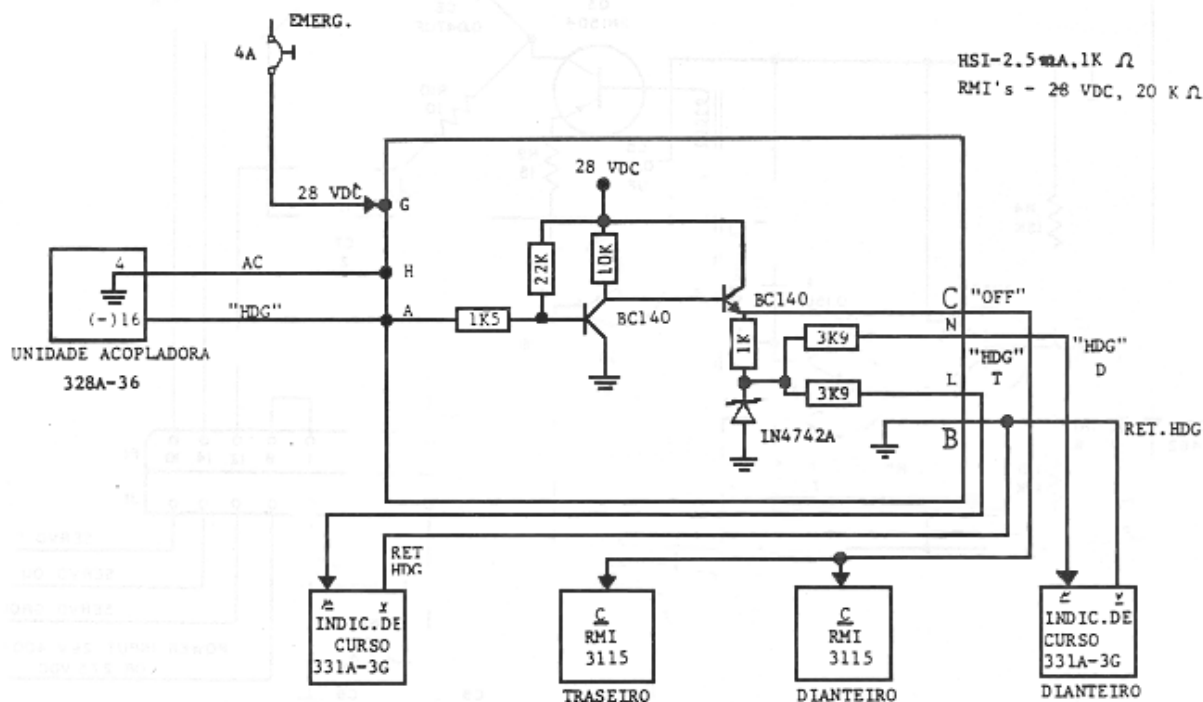 EMERG.
4A
HSI-2.5mA,1K Ω
RMI's - 28 VDC, 20 K Ω
28 VDC
28 VDC
G
4
AC
H
22K
10K
(-)16
"HDG"
A
1K5
BC140
BC140
C
"OFF"
N
1K
3K9
"HDG"
"HDG"
T
D
3K9
L
UNIDADE ACOPLADORA
328A-36
1N4742A
B
RET.HDG
RET
HDG
INDIC.DE
CURSO
331A-3G
C
RMI
3115
TRASEIRO
C
RMI
3115
DIANTEIRO
INDIC.DE
CURSO
331A-3G
DIANTEIRO